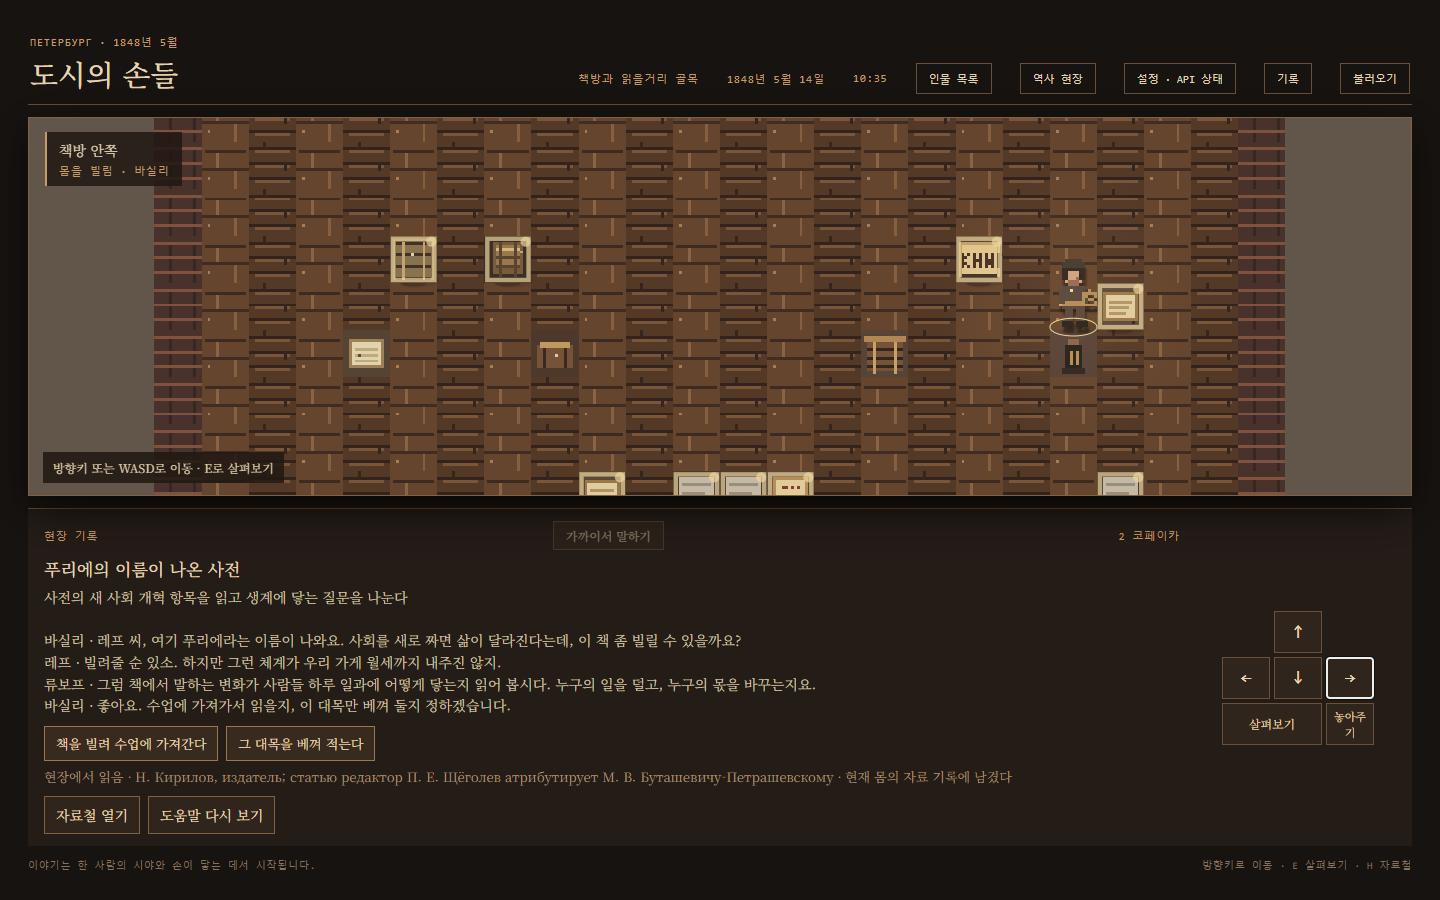 ПЕТЕРБУРГ · 1848년 5월
도시의 손들
책방과 읽을거리 골목
1848년 5월 14일
10:35
인물 목록
역사 현장
설정 · API 상태
기록
불러오기
책방 안쪽
몸을 빌림 · 바실리
방향키 또는 WASD로 이동 · E로 살펴보기
현장 기록
가까이서 말하기
2 코페이카
푸리에의 이름이 나온 사전
사전의 새 사회 개혁 항목을 읽고 생계에 닿는 질문을 나눈다
바실리 · 레프 씨, 여기 푸리에라는 이름이 나와요. 사회를 새로 짜면 삶이 달라진다는데, 이 책 좀 빌릴 수 있을까요?
레프 · 빌려줄 순 있소. 하지만 그런 체계가 우리 가게 월세까지 내주진 않지.
류보프 · 그럼 책에서 말하는 변화가 사람들 하루 일과에 어떻게 닿는지 읽어 봅시다. 누구의 일을 덜고, 누구의 몫을 바꾸는지요.
바실리 · 좋아요. 수업에 가져가서 읽을지, 이 대목만 베껴 둘지 정하겠습니다.
↑
← ↓ →
살펴보기
놓아주기
책을 빌려 수업에 가져간다
그 대목을 베껴 적는다
현장에서 읽음 · Н. Кирилов, издатель; статью редактор П. Е. Щёголев атрибутирует М. В. Буташевичу-Петрашевскому · 현재 몸의 자료 기록에 남겼다
자료철 열기
도움말 다시 보기
이야기는 한 사람의 시야와 손이 닿는 데서 시작됩니다.
방향키로 이동 · E 살펴보기 · H 자료철